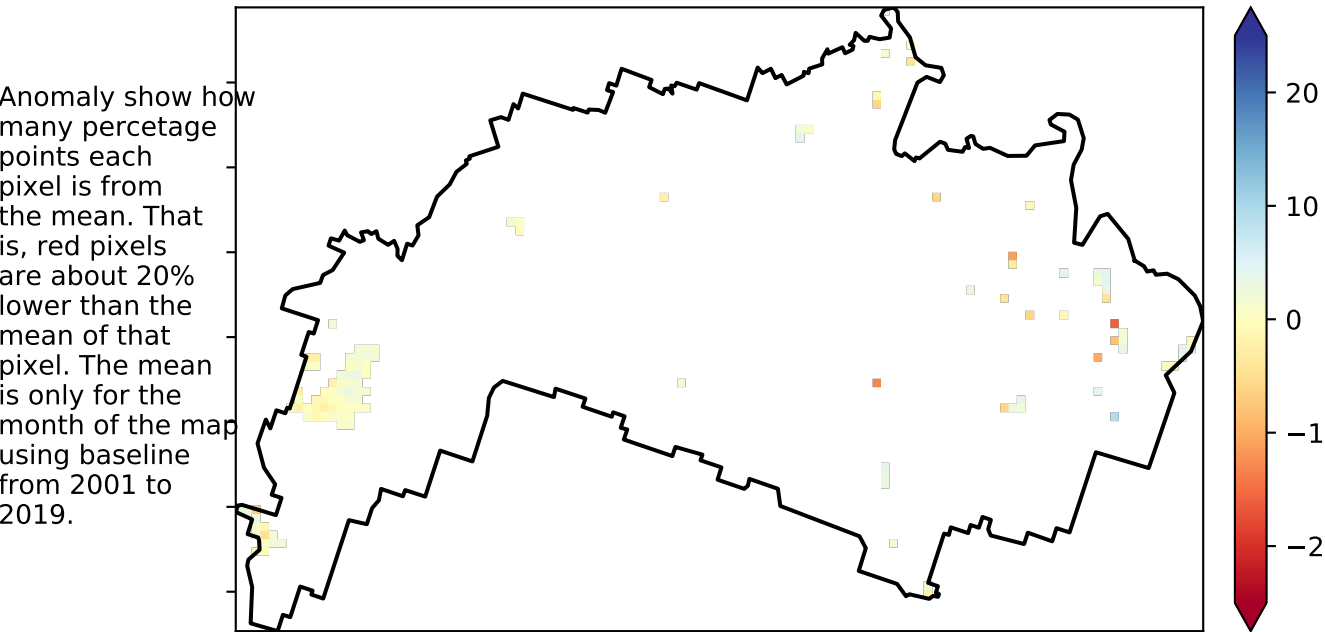 Anomaly show how
many percetage
points each
pixel is from
the mean. That
is, red pixels
are about 20%
lower than the
mean of that
pixel. The mean
is only for the
month of the map
using baseline
from 2001 to
2019.
20
10
0
−1
−2